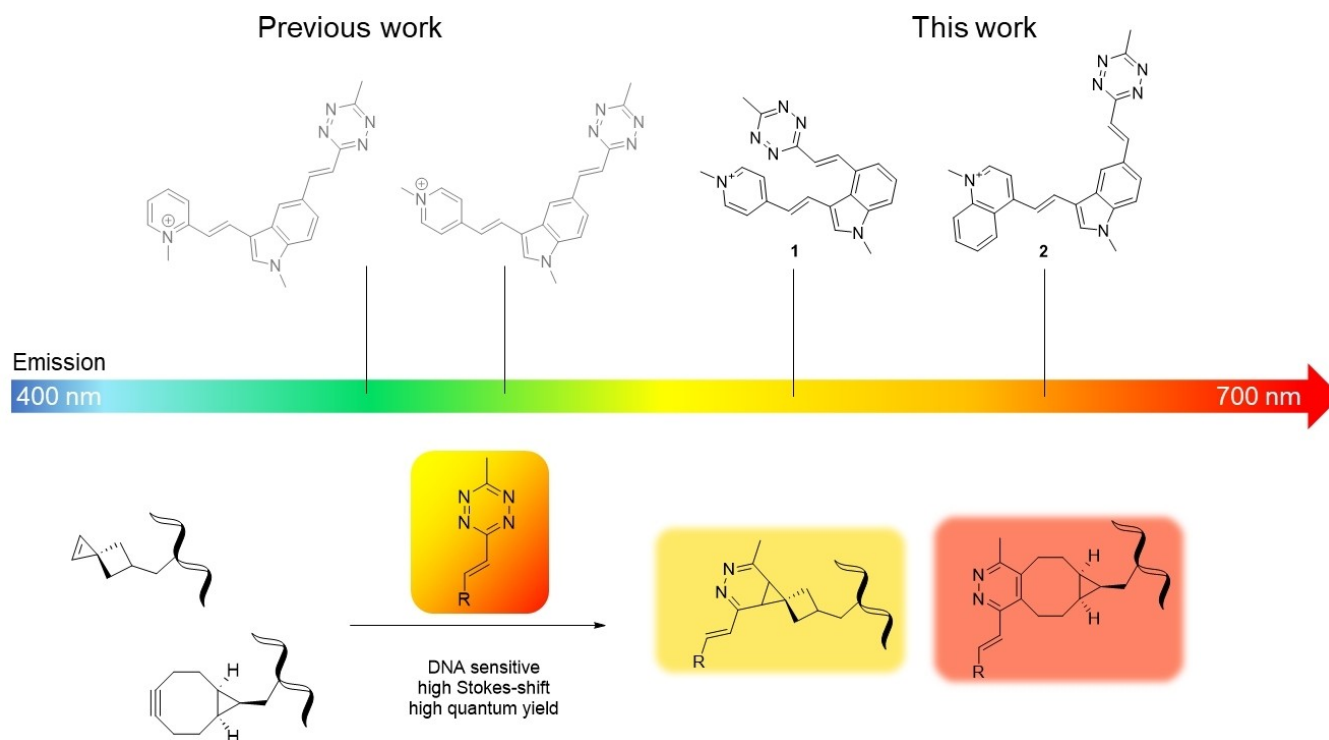 Previous work
This work
N
N
N
N
N
⊕
N
N
N
N
N
N
⊕
N
N
N
N
N
N
N+
N
1
N
N
N
N
N+
N
2
Emission
400 nm
700 nm
N
N
N
N
R
DNA sensitive
high Stokes-shift
high quantum yield
H
H
N
N
R
N
N
R
H
H